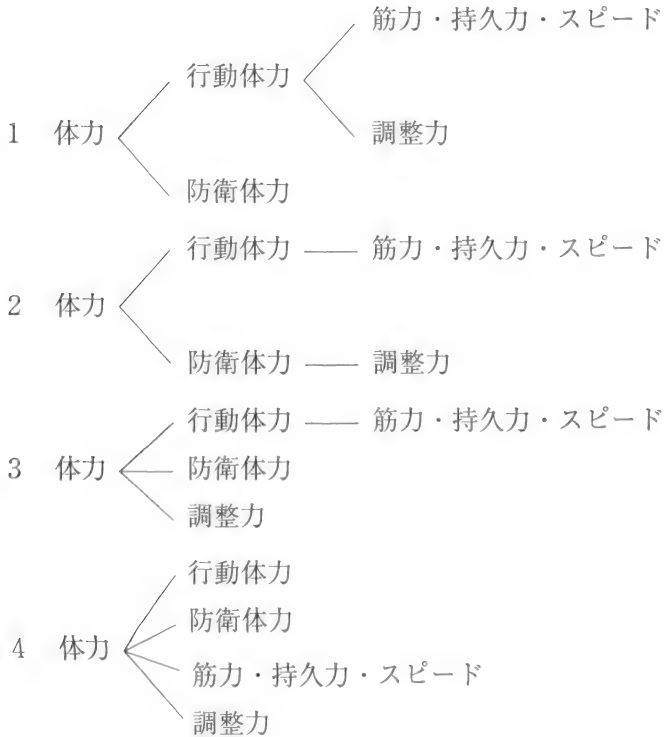 筋力・持久力・スピード
行動体力
1 体力
調整力
防衛体力
行動体力 筋力・持久力・スピード
2 体力
防衛体力 調整力
行動体力 筋力・持久力・スピード
3 体力 防衛体力
調整力
行動体力
防衛体力
4 体力
筋力・持久力・スピード
調整力